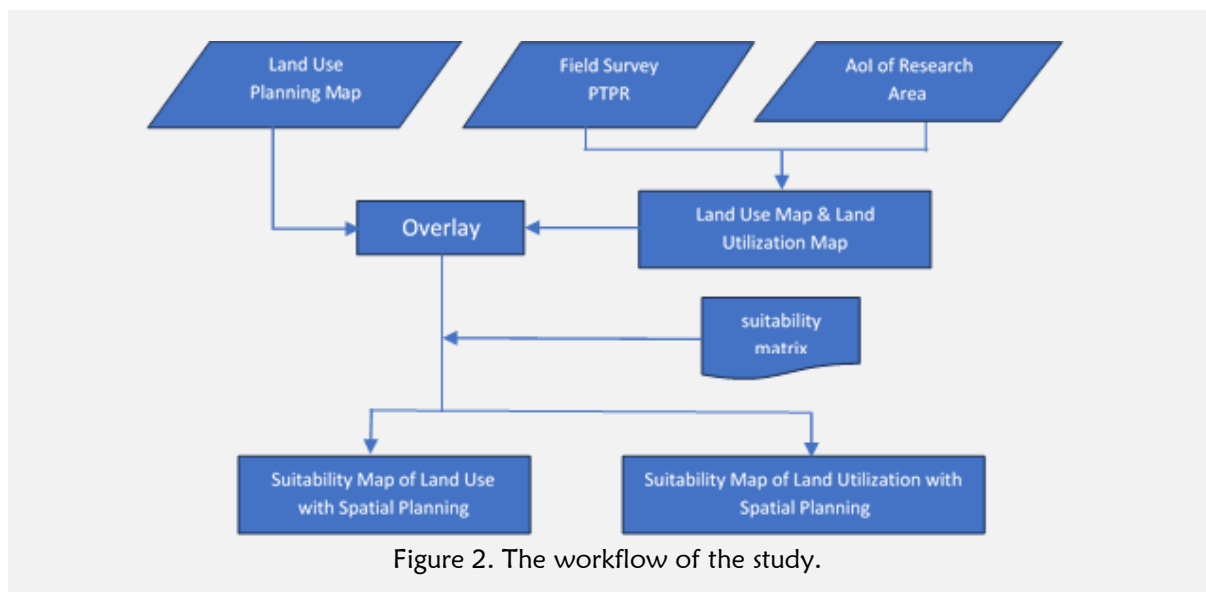 Land Use
Planning Map
Field Survey
PTPR
AoI of Research
Area
Overlay
Land Use Map & Land
Utilization Map
suitability
matrix
Suitability Map of Land Use
with Spatial Planning
Suitability Map of Land Utilization with
Spatial Planning
Figure 2. The workflow of the study.